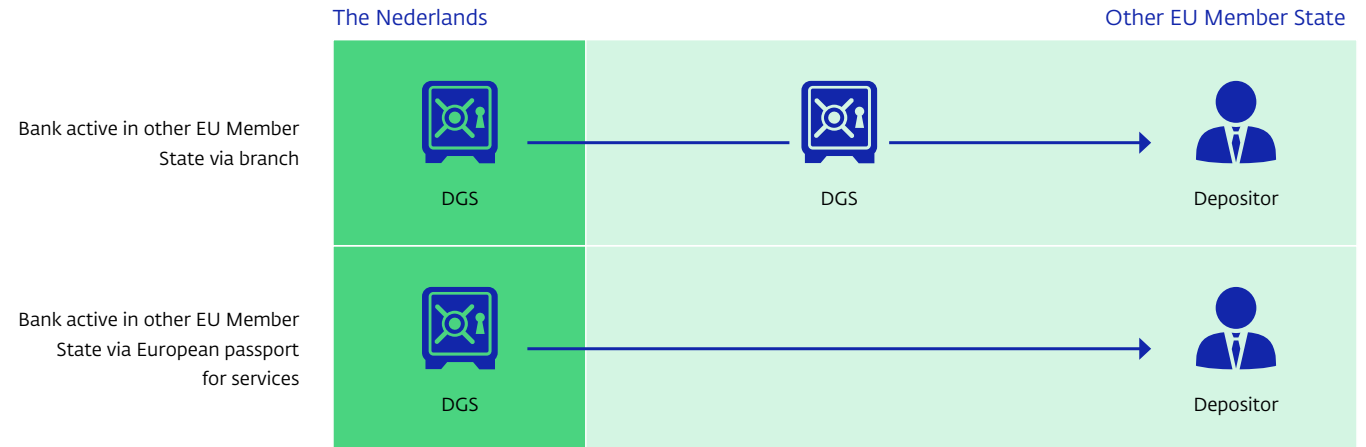 The Nederlands
Other EU Member State
Bank active in other EU Member
State via branch
DGS
DGS
Depositor
Bank active in other EU Member
State via European passport
for services
DGS
Depositor